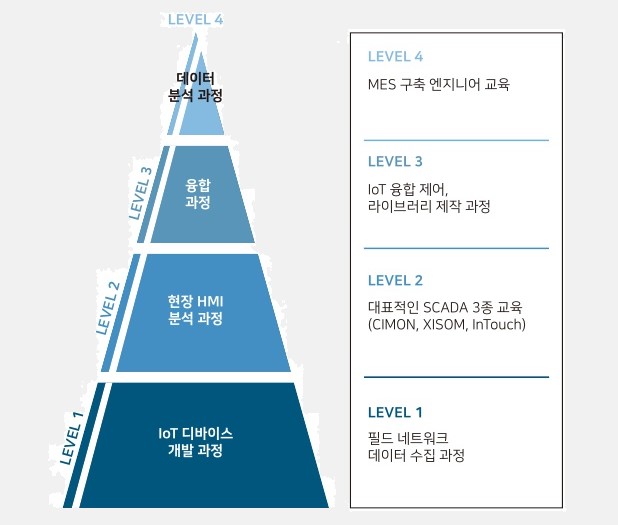 LEVEL 4
데이터
분석 과정
LEVEL 3
융합
과정
LEVEL 2
현장 HMI
분석 과정
LEVEL 1
IoT 디바이스
개발 과정
LEVEL 4
MES 구축 엔지니어 교육
LEVEL 3
IoT 융합 제어,
라이브러리 제작 과정
LEVEL 2
대표적인 SCADA 3종 교육
(CIMON, XISOM, InTouch)
LEVEL 1
필드 네트워크
데이터 수집 과정